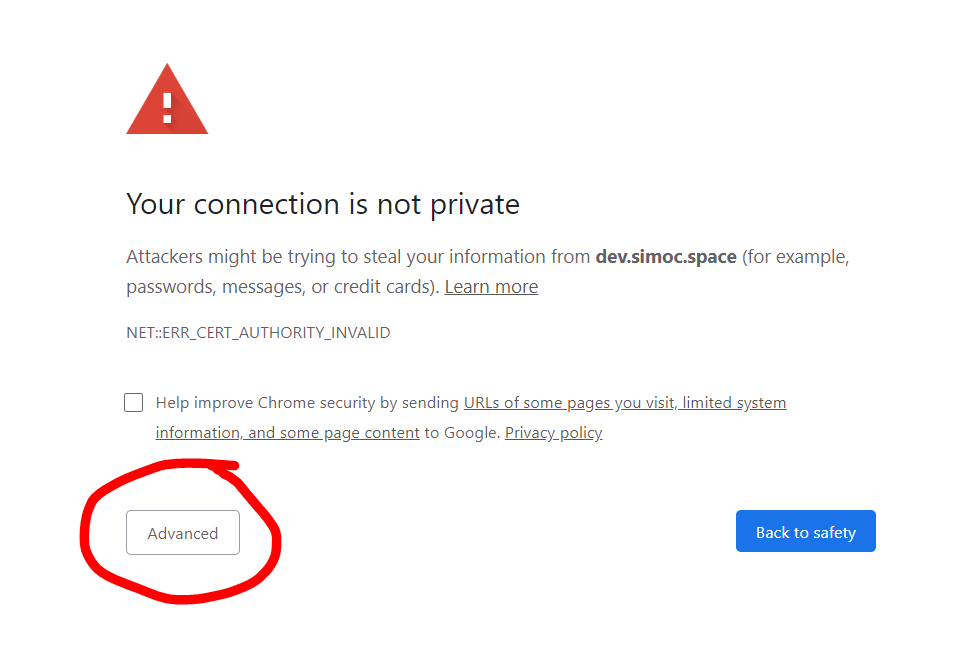 Your connection is not private
Attackers might be trying to steal your information from dev.simoc.space (for example,
passwords, messages, or credit cards). Learn more
NET::ERR_CERT_AUTHORITY_INVALID
Help improve Chrome security by sending URLs of some pages you visit, limited system
information, and some page content to Google. Privacy policy
Advanced
Back to safety